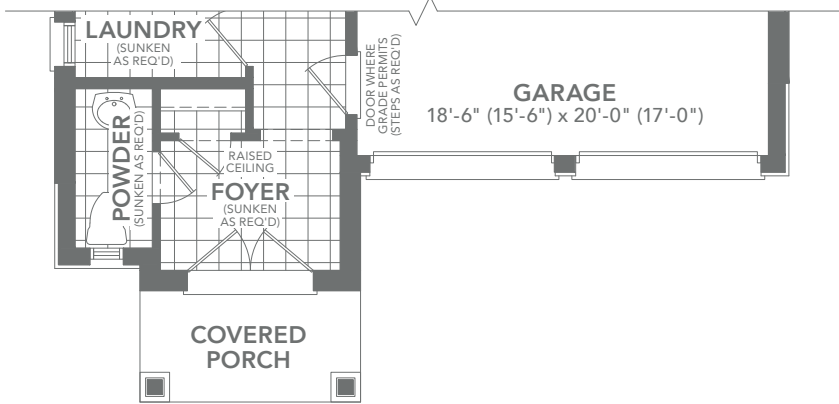 LAUNDRY
(SUNKEN
AS REQ'D)
DOOR WHERE
GRADE PERMITS
(STEPS AS REQ'D)
GARAGE
18'-6" (15'-6") x 20'-0" (17'-0")
POWDER
(SUNKEN AS REQ'D)
RAISED
CEILING
FOYER
(SUNKEN
AS REQ'D)
COVERED
PORCH